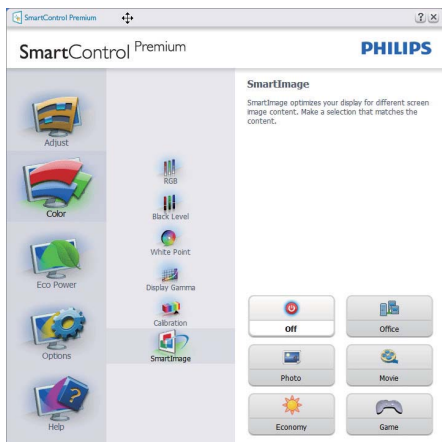 SmartControl Premium
SmartControl Premium
PHILIPS
Adjust
Color
Eco Power
Options
Help
RGB
Black Level
White Point
Display Gamma
Calibration
SmartImage
SmartImage
SmartImage optimizes your display for different screen
image content. Make a selection that matches the
content.
Off
Office
Photo
Movie
Economy
Game